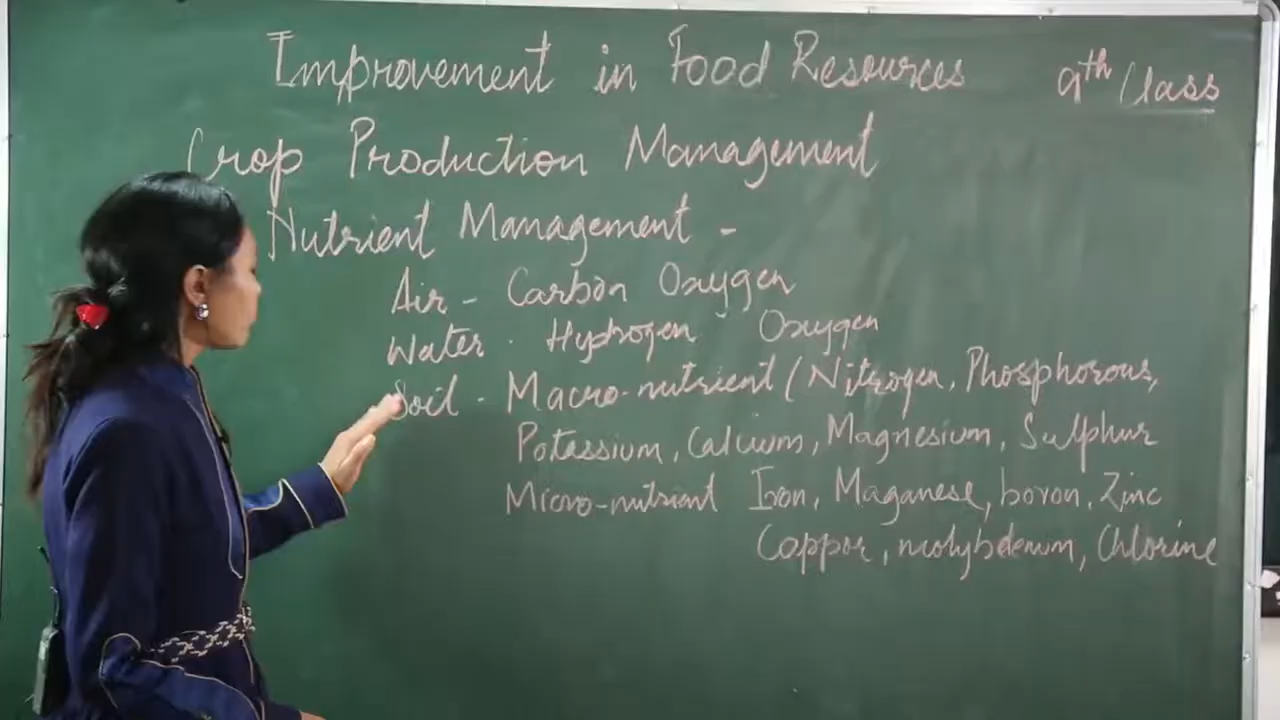 Improvement in Food Resources 9th Class
Crop Production Management
Nutrient Management -
Air - Carbon Oxygen
Water. Hydrogen Oxygen
Soil - Macro-nutrient (Nitrogen, Phosphorous,
Potassium, Calcium, Magnesium, Sulphur
Micro-nutrient Iron, Maganese, boron, Zinc
Coppor, molybdenum, Chlorine